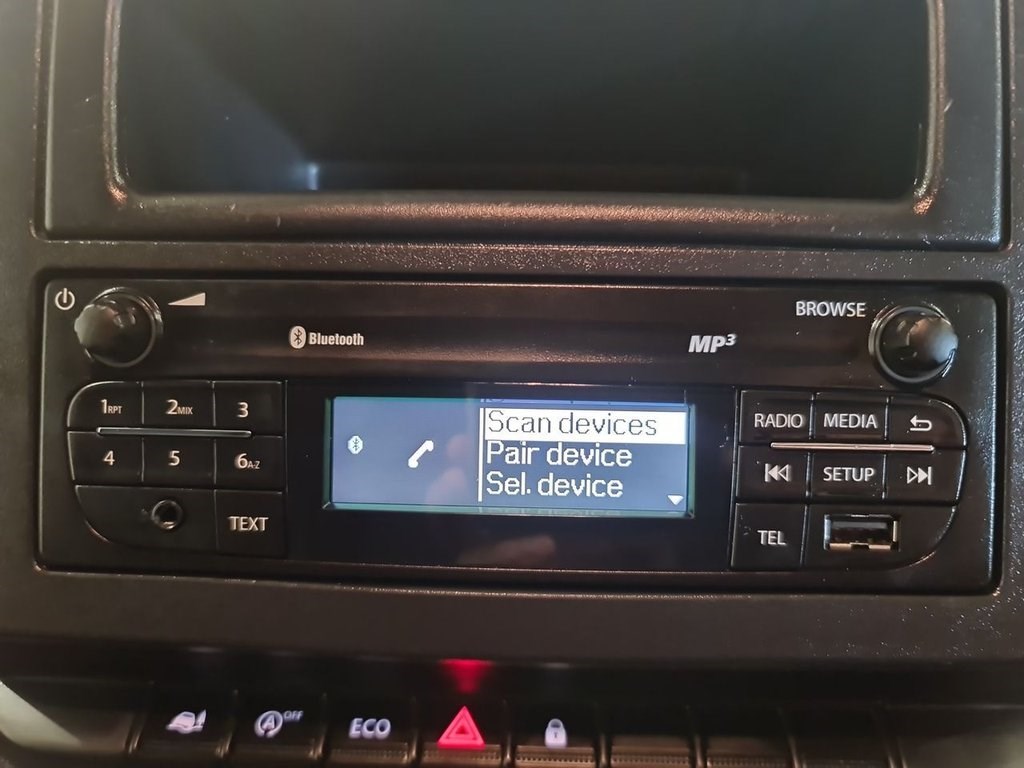 BROWSE
Bluetooth
MP3
1RPT
2MIX
3
4
5
6A-Z
TEXT
Scan devices
Pair device
Sel. device
RADIO
MEDIA
SETUP
TEL
A OFF
ECO